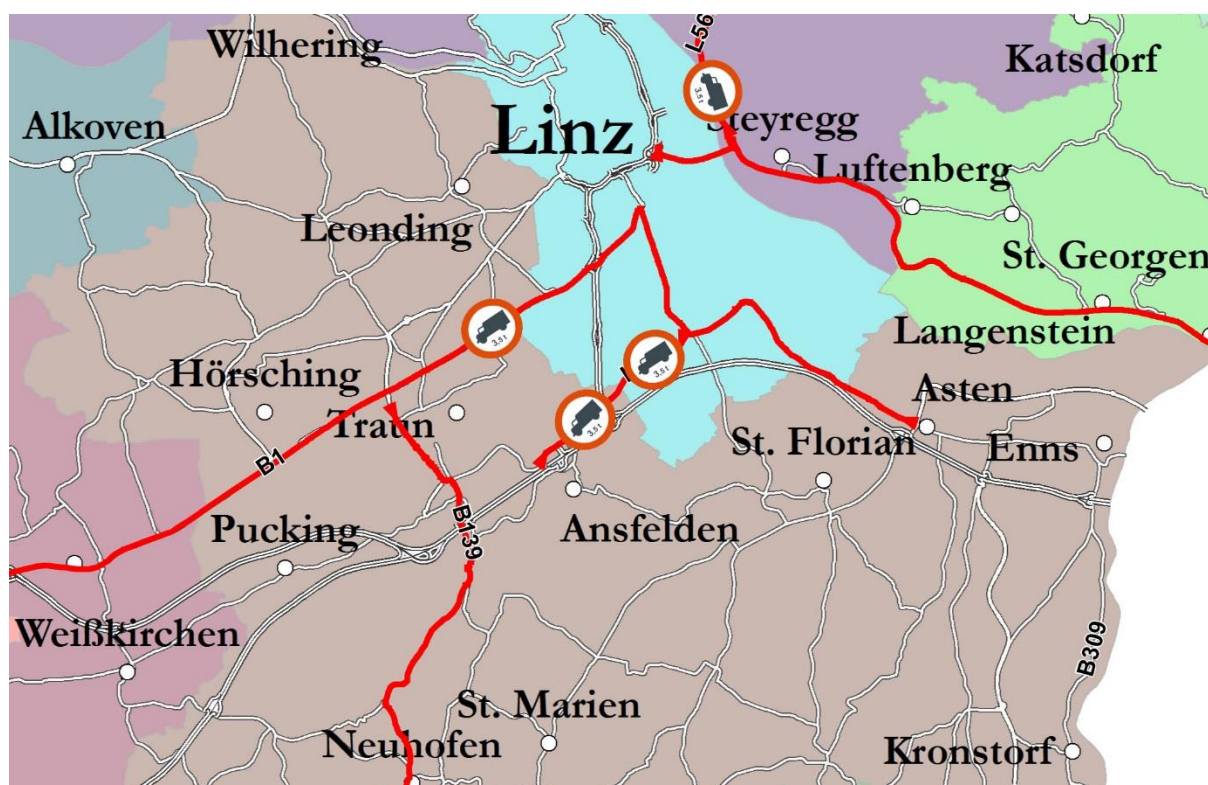 Wilhering
L56
Katsdorf
Alkoven
Linz
Steyregg
3,5 t
Luftenberg
Leonding
St. Georgen
Langenstein
3,5 t
Hörsching
3,5 t
Asten
Traun
3,5 t
St. Florian
Enns
B1
Pucking
B139
Ansfelden
Weißkirchen
B309
St. Marien
Neuhofen
Kronstorf